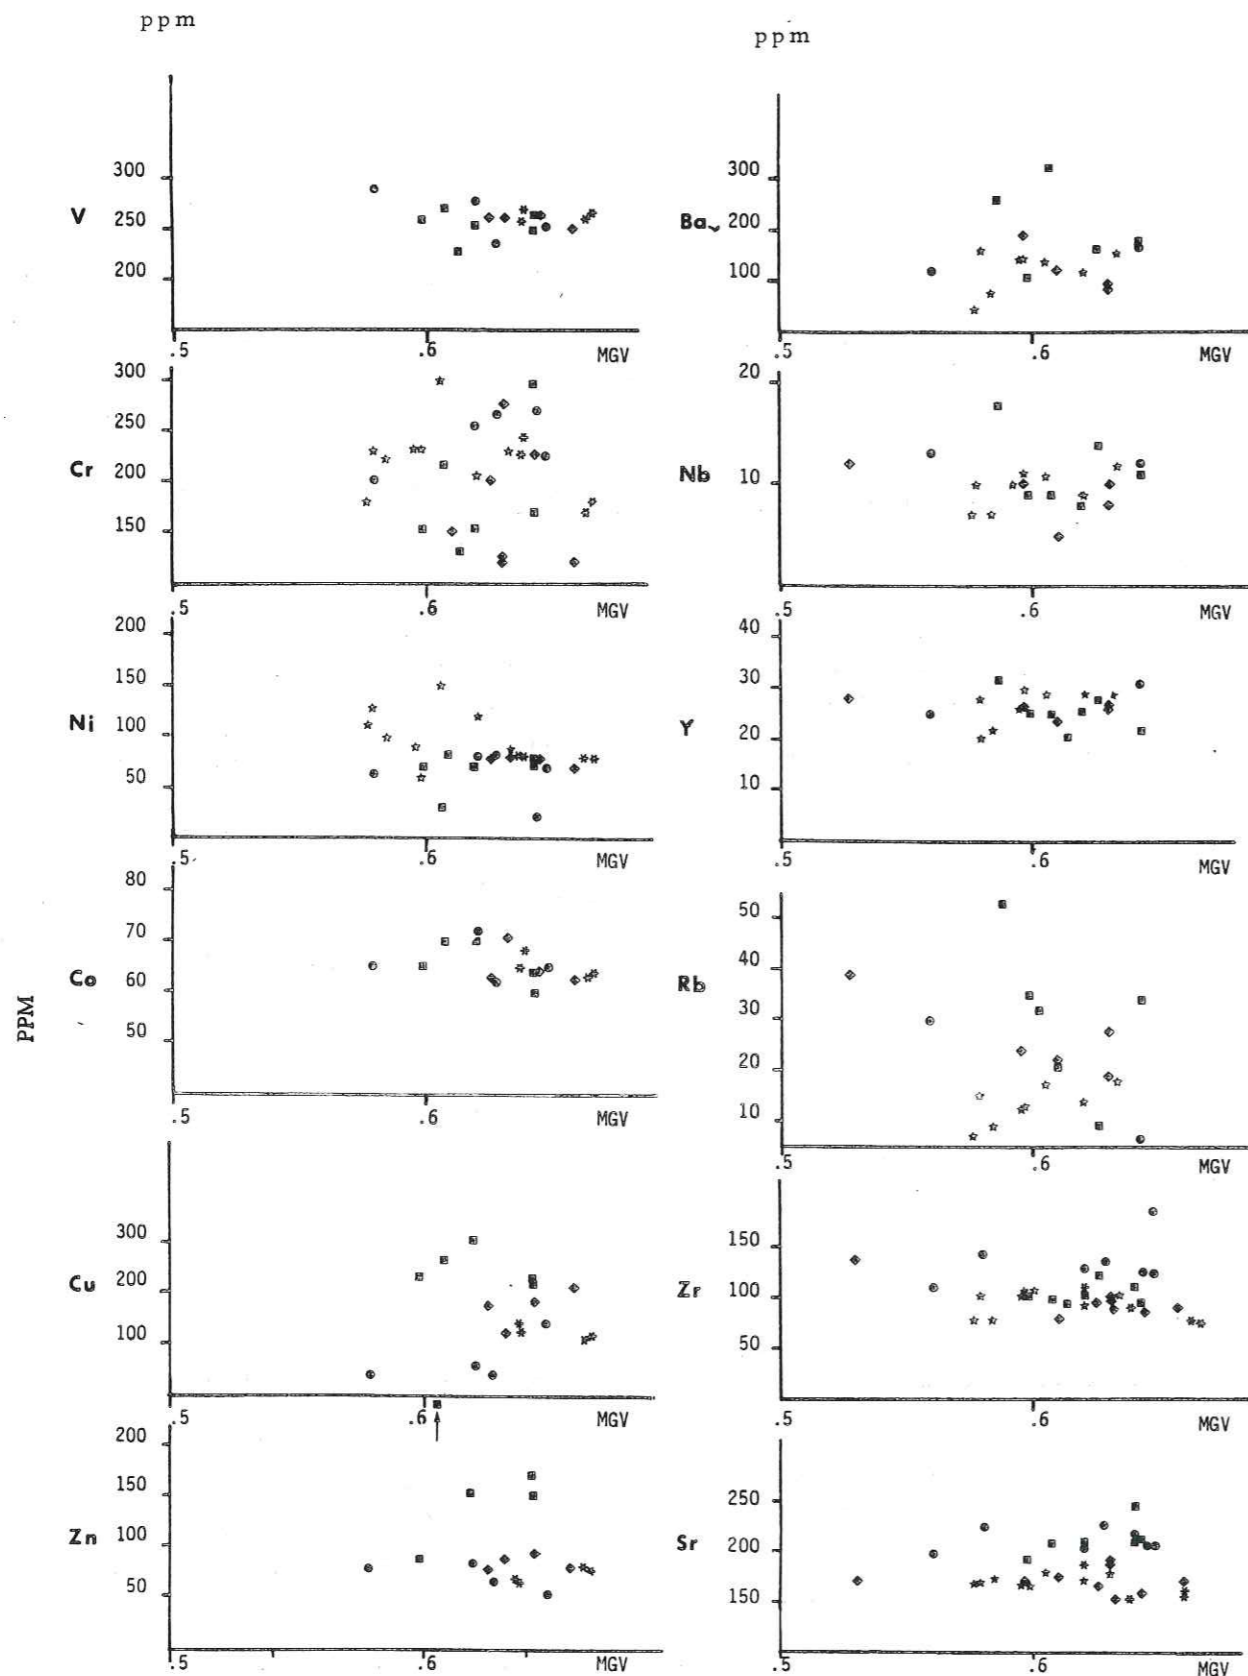 ppm
ppm
300
V 250
200
.5 .6 MGV
300
250
Cr 200
150
.5 .6 MGV
200
150
Ni 100
50
.5 .6 MGV
80
70
Co 60
50
.5 .6 MGV
PPM
300
Cu 200
100
.5 .6 MGV
200
150
Zn 100
50
.5 .6 MGV
300
Ba 200
100
.5 .6 MGV
20
Nb 10
.5 .6 MGV
40
30
Y 20
10
.5 .6 MGV
50
40
Rb 30
20
10
.5 .6 MGV
150
Zr 100
50
.5 .6 MGV
250
Sr 200
150
.5 .6 MGV